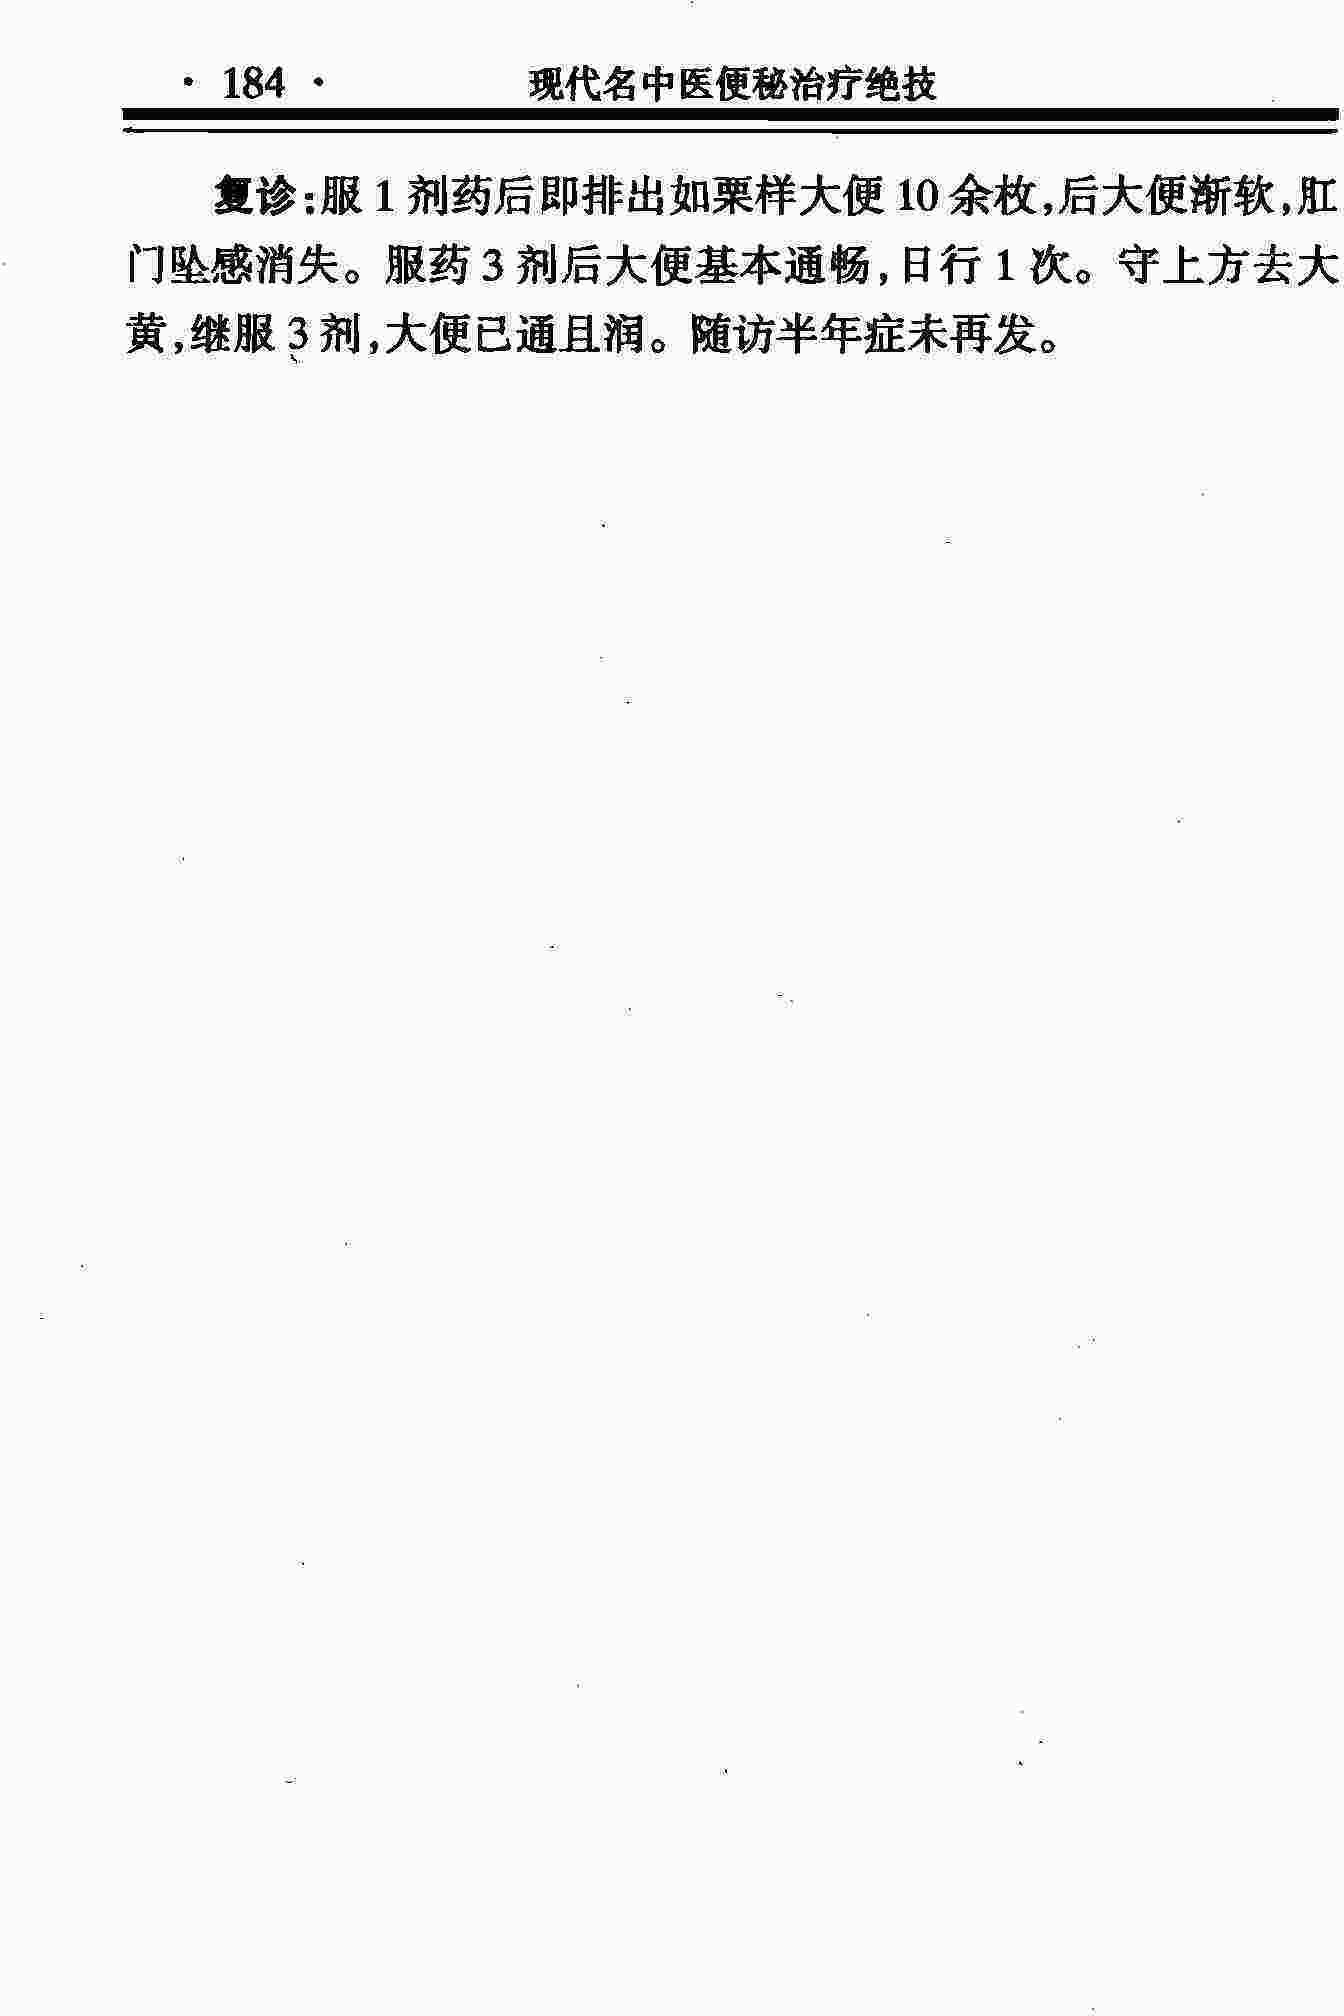 · 184 · 现代名中医便秘治疗绝技
复诊:服 1 剂药后即排出如栗样大便 10 余枚,后大便渐软,肛
门坠感消失。服药 3 剂后大便基本通畅,日行 1 次。守上方去大
黄,继服 3 剂,大便已通且润。随访半年症未再发。